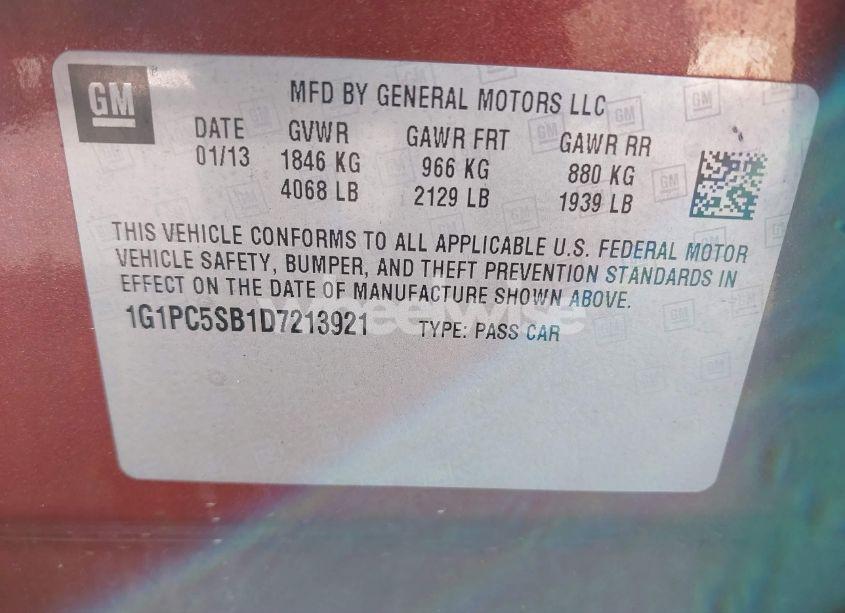 GM
MFD BY GENERAL MOTORS LLC
DATE GVWR GAWR FRT GAWR RR
01/13 1846 KG 966 KG 880 KG
4068 LB 2129 LB 1939 LB
THIS VEHICLE CONFORMS TO ALL APPLICABLE U.S. FEDERAL MOTOR
VEHICLE SAFETY, BUMPER, AND THEFT PREVENTION STANDARDS IN
EFFECT ON THE DATE OF MANUFACTURE SHOWN ABOVE.
1G1PC5SB1D7213921 TYPE: PASS CAR
Wheelwise